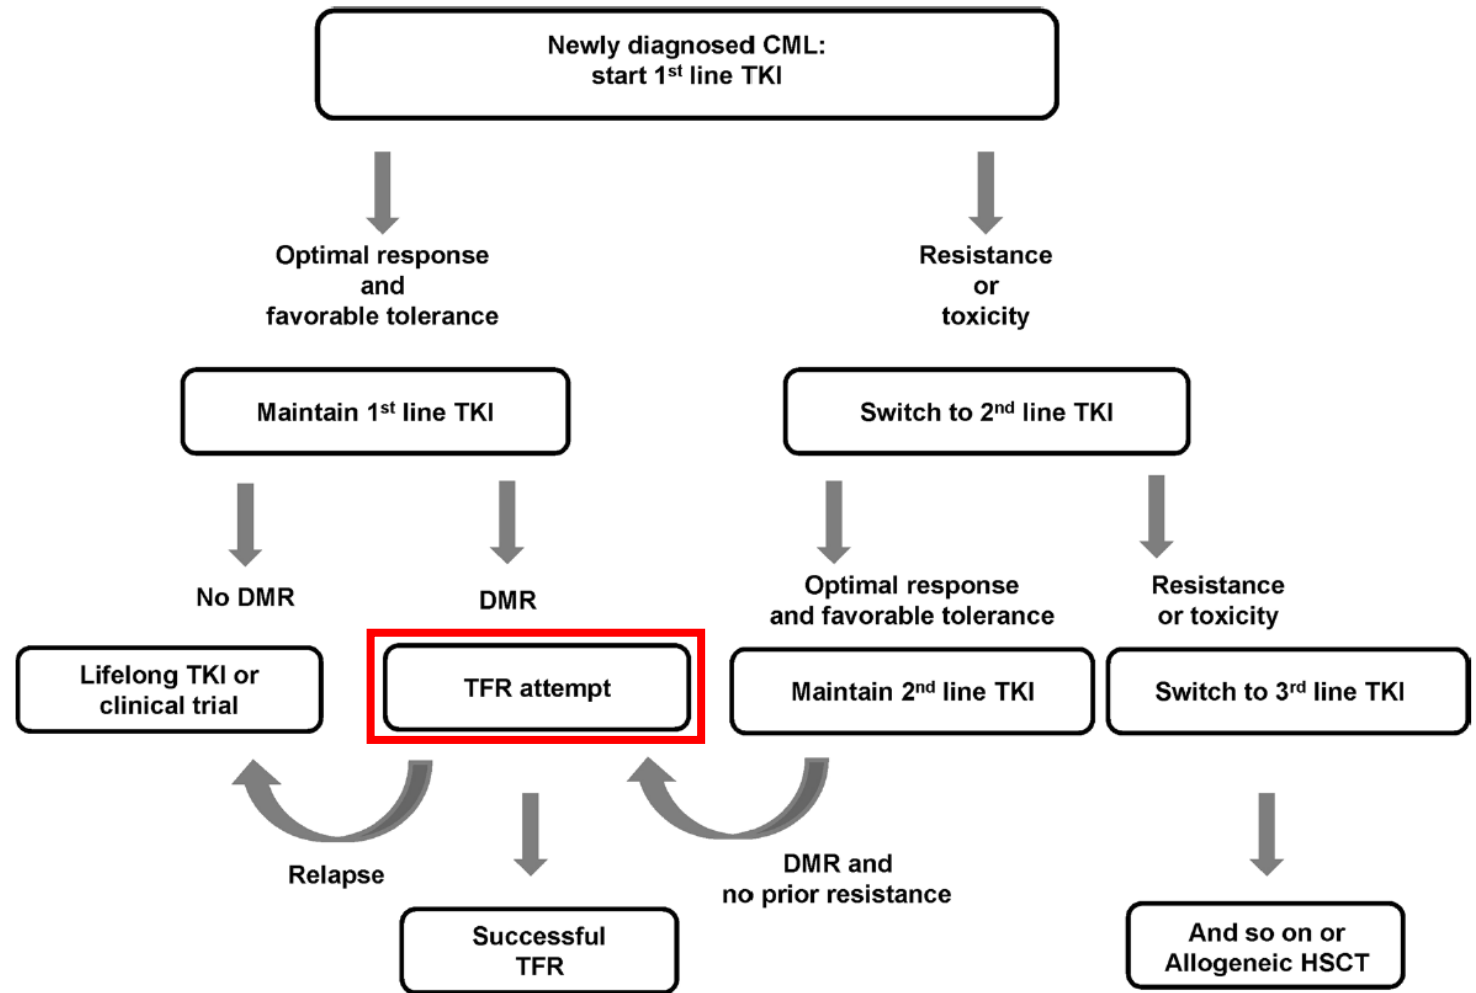 Newly diagnosed CML:
start 1st line TKI
Optimal response
and
favorable tolerance
Resistance
or
toxicity
Maintain 1st line TKI
Switch to 2nd line TKI
No DMR
DMR
Optimal response
and favorable tolerance
Resistance
or toxicity
Lifelong TKI or
clinical trial
TFR attempt
Maintain 2nd line TKI
Switch to 3rd line TKI
Relapse
DMR and
no prior resistance
Successful
TFR
And so on or
Allogeneic HSCT